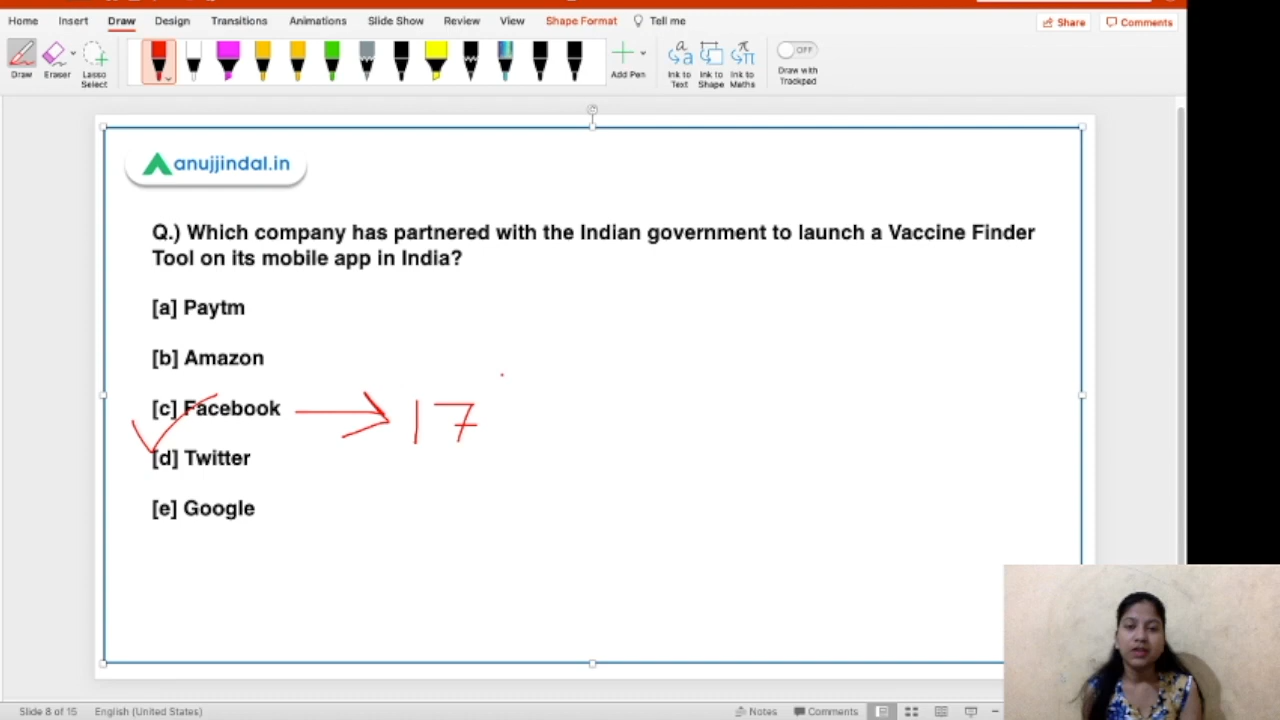 Home Insert Draw Design Transitions Animations Slide Show Review View Shape Format Tell me Share Comments
Draw Eraser Lasso Select Add Pen Ink to Text Ink to Shape Ink to Maths OFF Draw with Trackpad
anujjindal.in
Q.) Which company has partnered with the Indian government to launch a Vaccine Finder
Tool on its mobile app in India?
[a] Paytm
[b] Amazon
[c] Facebook 17
[d] Twitter
[e] Google
Slide 8 of 15 English (United States) Notes Comments